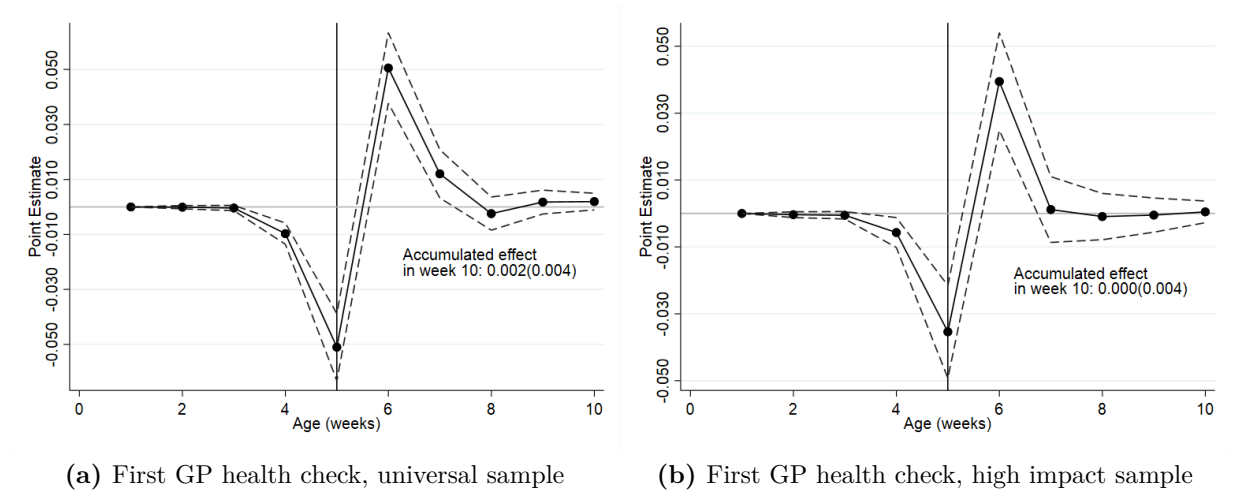 0.050
0.030
0.010
-0.010
-0.030
-0.050
Point Estimate
Accumulated effect
in week 10: 0.002(0.004)
0 2 4 6 8 10
Age (weeks)
(a) First GP health check, universal sample
0.050
0.030
0.010
-0.010
-0.030
-0.050
Point Estimate
Accumulated effect
in week 10: 0.000(0.004)
0 2 4 6 8 10
Age (weeks)
(b) First GP health check, high impact sample